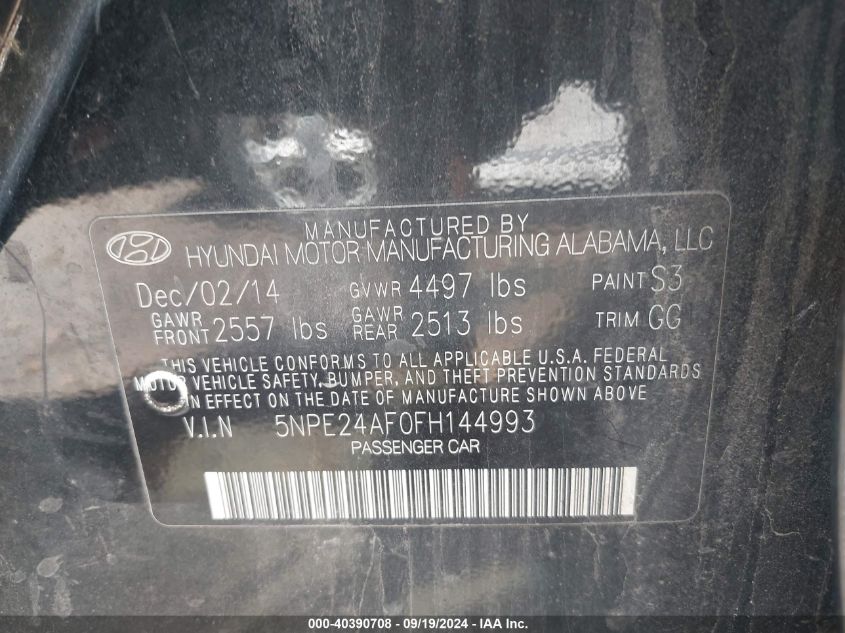 MANUFACTURED BY
HYUNDAI MOTOR MANUFACTURING ALABAMA, LLC
Dec/02/14 GVWR 4497 lbs PAINT S3
GAWR FRONT 2557 lbs GAWR REAR 2513 lbs TRIM GG
THIS VEHICLE CONFORMS TO ALL APPLICABLE U.S.A. FEDERAL
MOTOR VEHICLE SAFETY, BUMPER, AND THEFT PREVENTION STANDARDS
IN EFFECT ON THE DATE OF MANUFACTURE SHOWN ABOVE
V.I.N 5NPE24AF0FH144993
PASSENGER CAR
000-40390708 - 09/19/2024 - IAA Inc.